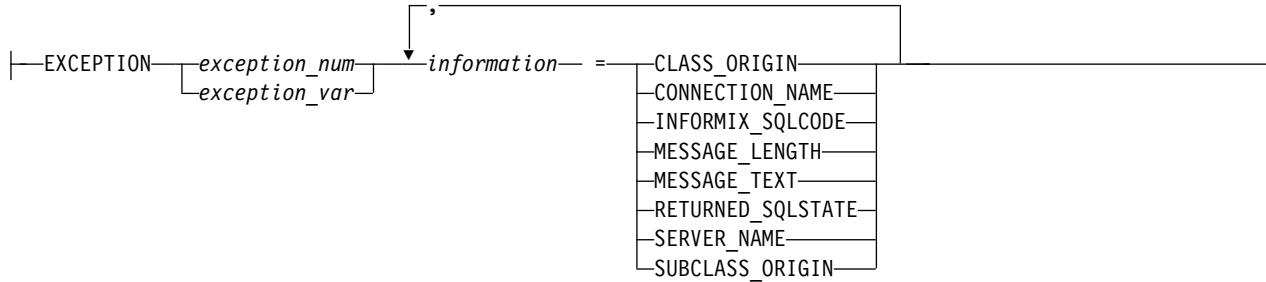 ,
EXCEPTION exception_num information = CLASS_ORIGIN
exception_var CONNECTION_NAME
INFORMIX_SQLCODE
MESSAGE_LENGTH
MESSAGE_TEXT
RETURNED_SQLSTATE
SERVER_NAME
SUBCLASS_ORIGIN